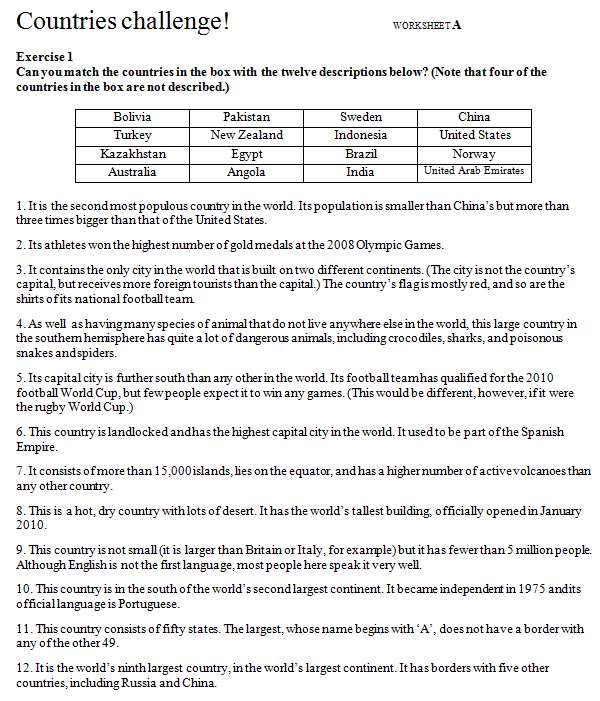 Countries challenge!
WORKSHEET A
Exercise 1
Can you match the countries in the box with the twelve descriptions below? (Note that four of the
countries in the box are not described.)
Bolivia Pakistan Sweden China
Turkey New Zealand Indonesia United States
Kazakhstan Egypt Brazil Norway
Australia Angola India United Arab Emirates
1. It is the second most populous country in the world. Its population is smaller than China's but more than
three times bigger than that of the United States.
2. Its athletes won the highest number of gold medals at the 2008 Olympic Games.
3. It contains the only city in the world that is built on two different continents. (The city is not the country's
capital, but receives more foreign tourists than the capital.) The country's flag is mostly red, and so are the
shirts of its national football team.
4. As well as having many species of animal that do not live anywhere else in the world, this large country in
the southern hemisphere has quite a lot of dangerous animals, including crocodiles, sharks, and poisonous
snakes and spiders.
5. Its capital city is further south than any other in the world. Its football team has qualified for the 2010
football World Cup, but few people expect it to win any games. (This would be different, however, if it were
the rugby World Cup.)
6. This country is landlocked and has the highest capital city in the world. It used to be part of the Spanish
Empire.
7. It consists of more than 15,000 islands, lies on the equator, and has a higher number of active volcanoes than
any other country.
8. This is a hot, dry country with lots of desert. It has the world's tallest building, officially opened in January
2010.
9. This country is not small (it is larger than Britain or Italy, for example) but it has fewer than 5 million people.
Although English is not the first language, most people here speak it very well.
10. This country is in the south of the world's second largest continent. It became independent in 1975 and its
official language is Portuguese.
11. This country consists of fifty states. The largest, whose name begins with 'A', does not have a border with
any of the other 49.
12. It is the world's ninth largest country, in the world's largest continent. It has borders with five other
countries, including Russia and China.